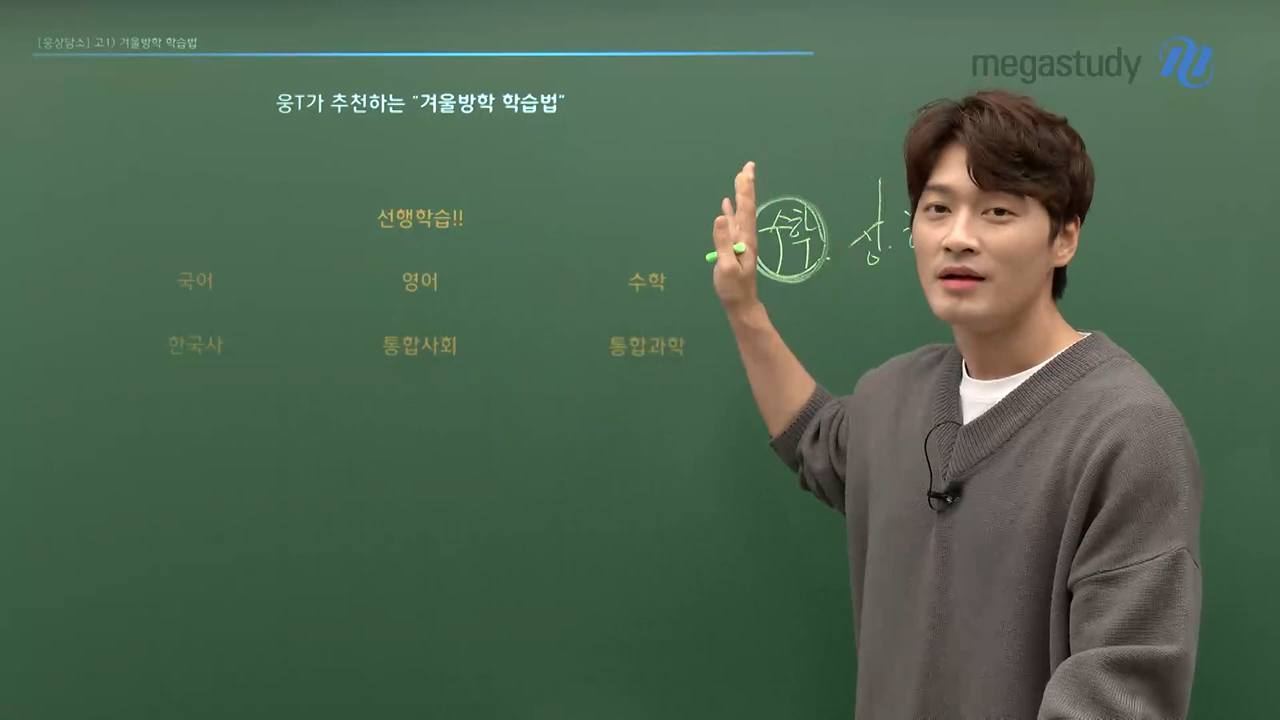 [웅상담소] 고1) 겨울방학 학습법
megastudy
웅T가 추천하는 "겨울방학 학습법"
선행학습!!
수학. 상.
국어 영어 수학
한국사 통합사회 통합과학